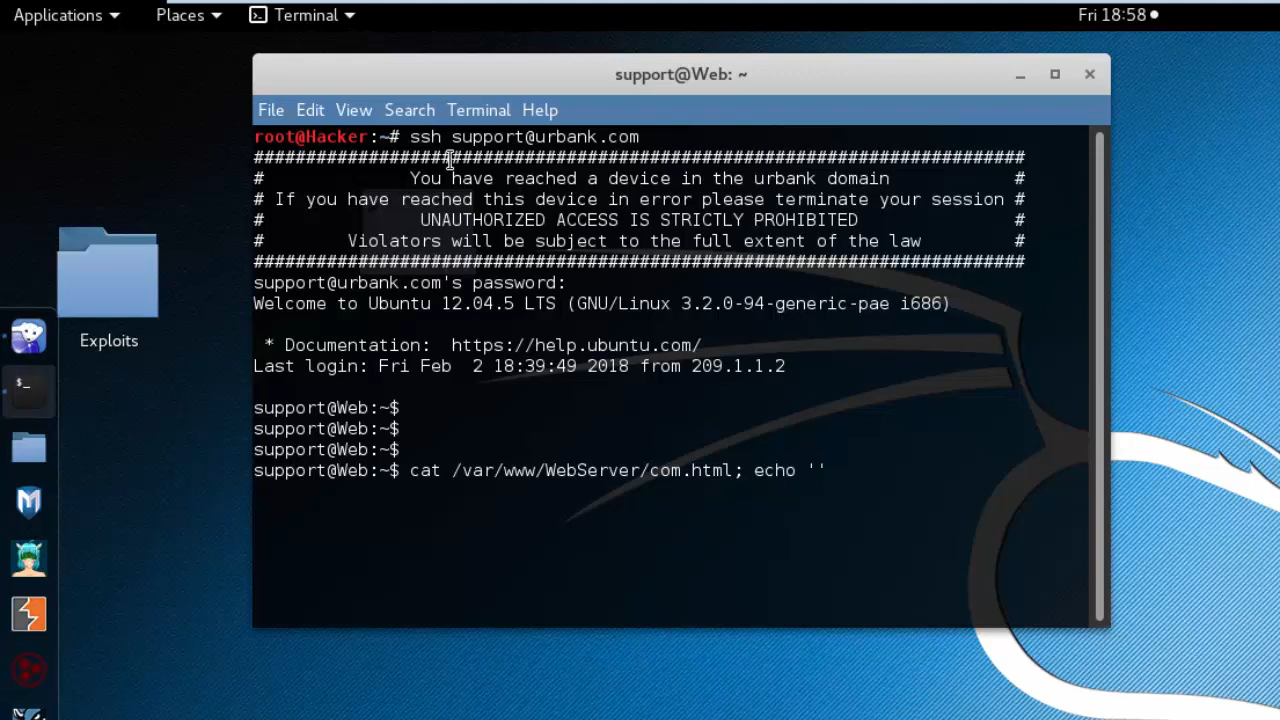 Applications Places Terminal Fri 18:58
support@Web: ~
File Edit View Search Terminal Help
root@Hacker:~# ssh support@urbank.com
##########################################################################
# You have reached a device in the urbank domain #
# If you have reached this device in error please terminate your session #
# UNAUTHORIZED ACCESS IS STRICTLY PROHIBITED #
# Violators will be subject to the full extent of the law #
##########################################################################
support@urbank.com's password:
Welcome to Ubuntu 12.04.5 LTS (GNU/Linux 3.2.0-94-generic-pae i686)
* Documentation: https://help.ubuntu.com/
Last login: Fri Feb 2 18:39:49 2018 from 209.1.1.2
support@Web:~$
support@Web:~$
support@Web:~$
support@Web:~$ cat /var/www/WebServer/com.html; echo ''
Exploits
$_